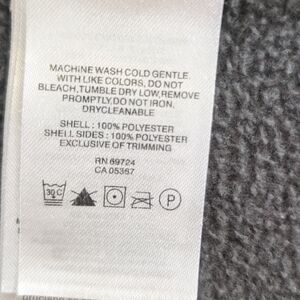 MACHINE WASH COLD GENTLE,
WITH LIKE COLORS, DO NOT
BLEACH, TUMBLE DRY LOW, REMOVE
PROMPTLY. DO NOT IRON,
DRYCLEANABLE
SHELL : 100% POLYESTER
SHELL SIDES : 100% POLYESTER
EXCLUSIVE OF TRIMMING
RN 69724
CA 05367
30 C
P